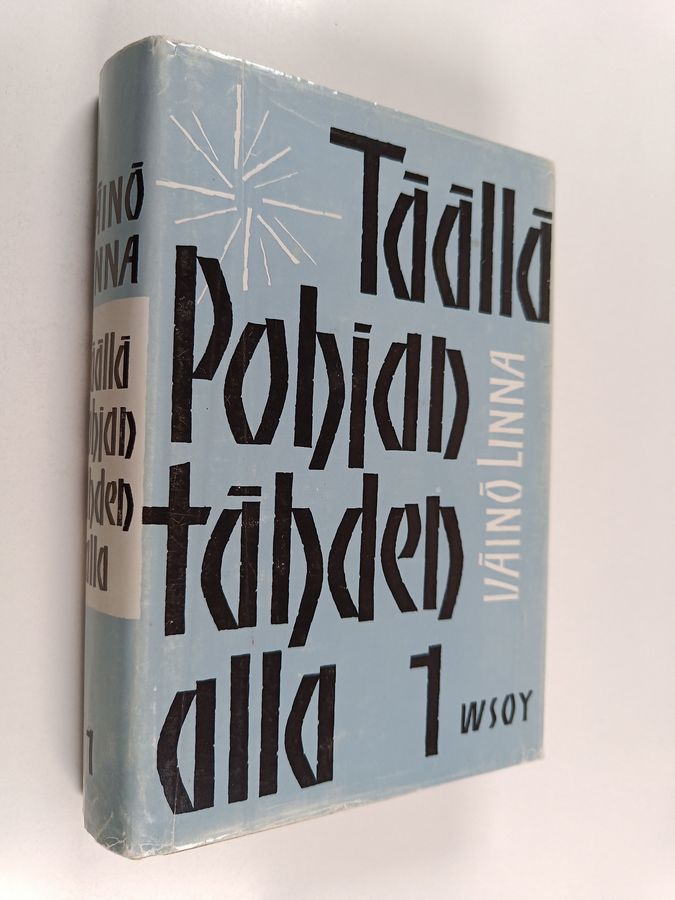 Täällä
Pohjan
tähden
alla 1
VÄINÖ LINNA
WSOY
VÄINÖ
LINNA
Täällä
Pohjan
tähden
alla
1